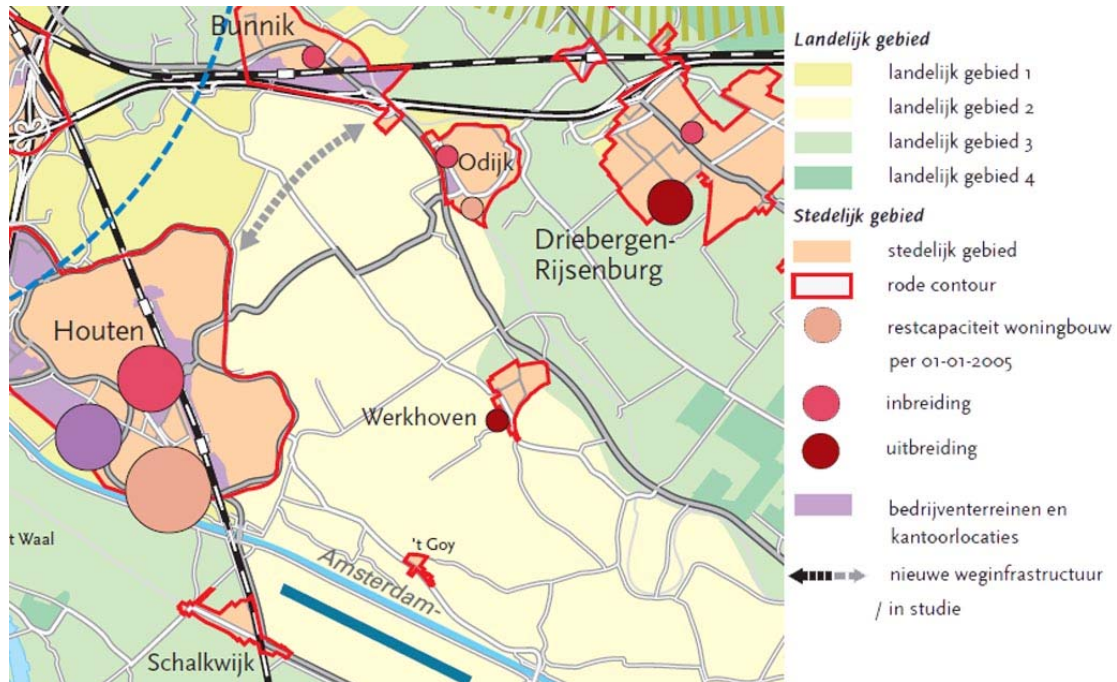 Bunnik
Odijk
Driebergen-
Rijsenburg
Houten
Werkhoven
't Goy
t Waal
Amsterdam-
Schalkwijk
Landelijk gebied
landelijk gebied 1
landelijk gebied 2
landelijk gebied 3
landelijk gebied 4
Stedelijk gebied
stedelijk gebied
rode contour
restcapaciteit woningbouw
per 01-01-2005
inbreiding
uitbreiding
bedrijventerreinen en
kantoorlocaties
nieuwe weginfrastructuur
/ in studie